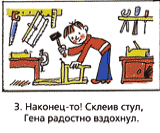 3. Наконец-то! Склеив стул,
Гена радостно вздохнул.